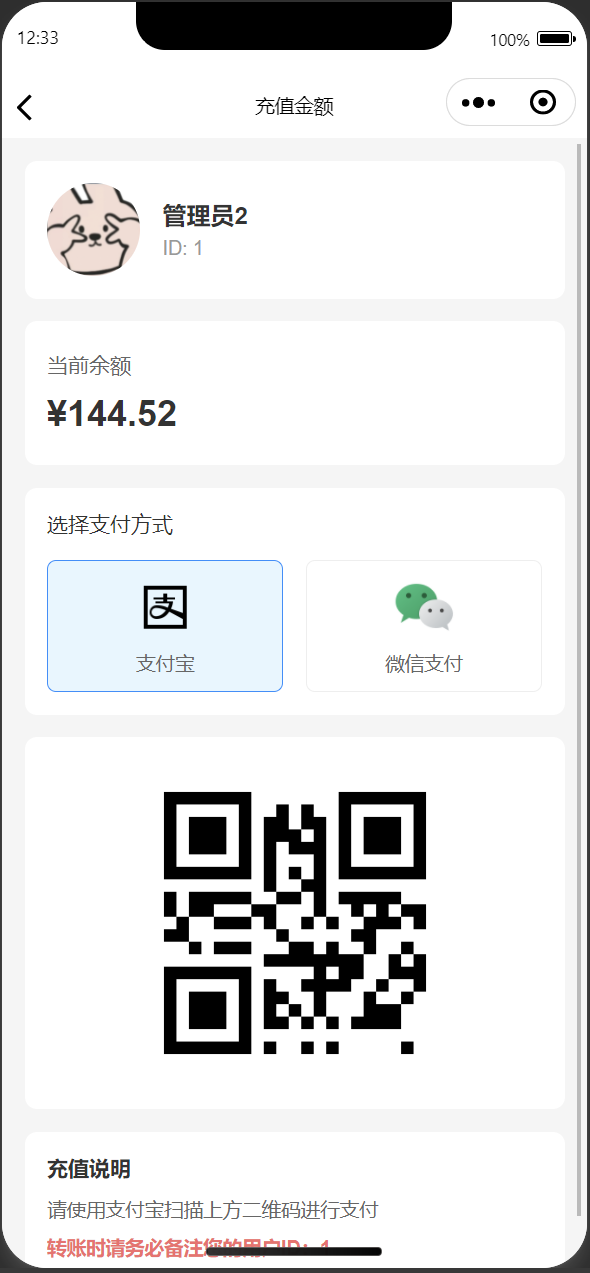 12:33
100%
充值金额
管理员2
ID: 1
当前余额
¥144.52
选择支付方式
支
支付宝
微信支付
充值说明
请使用支付宝扫描上方二维码进行支付
转账时请务必备注您的用户ID：1